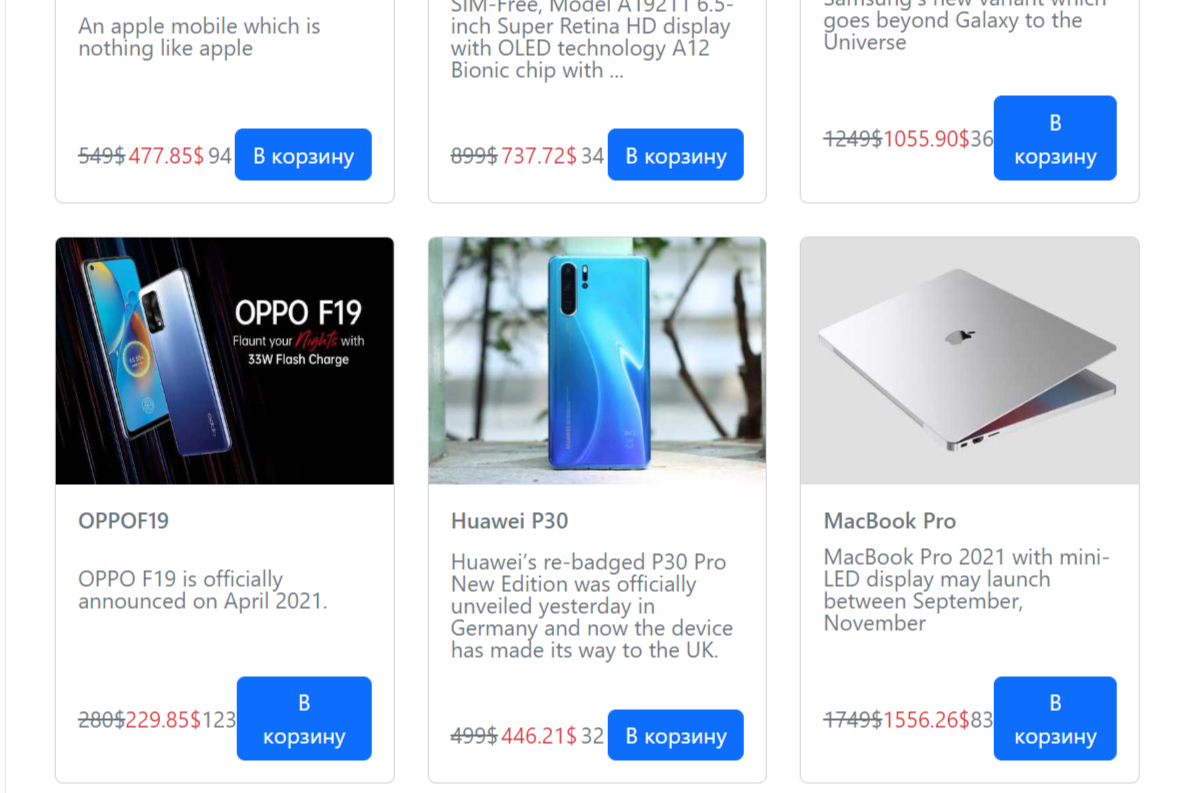 An apple mobile which is
nothing like apple
549$ 477.85$ 94 В корзину
SIM-Free, Model A19211 6.5-
inch Super Retina HD display
with OLED technology A12
Bionic chip with ...
899$ 737.72$ 34 В корзину
Samsung's new variant which
goes beyond Galaxy to the
Universe
1249$1055.90$36
В
корзину
OPPO F19
Flaunt your Nights with
33W Flash Charge
OPPOF19
OPPO F19 is officially
announced on April 2021.
280$229.85$123
В
корзину
Huawei P30
Huawei's re-badged P30 Pro
New Edition was officially
unveiled yesterday in
Germany and now the device
has made its way to the UK.
499$ 446.21$ 32 В корзину
MacBook Pro
MacBook Pro 2021 with mini-
LED display may launch
between September,
November
1749$1556.26$83
В
корзину